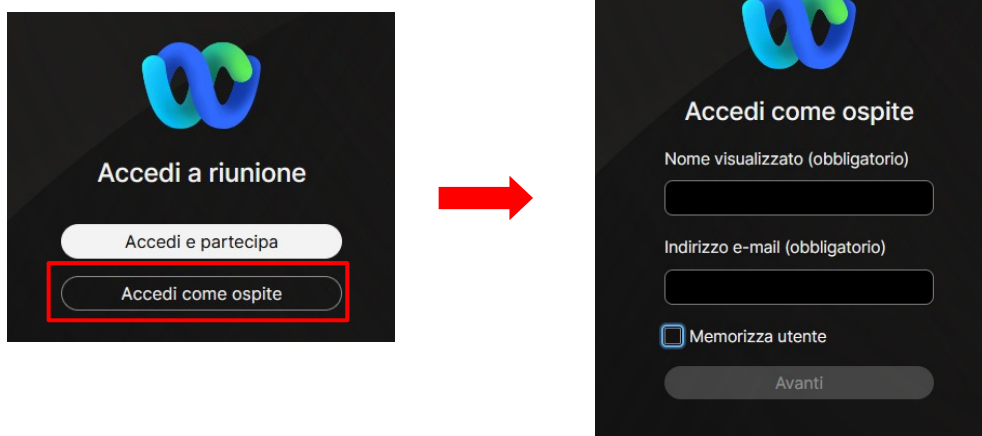 Accedi a riunione
Accedi e partecipa
Accedi come ospite
Accedi come ospite
Nome visualizzato (obbligatorio)
Indirizzo e-mail (obbligatorio)
Memorizza utente
Avanti